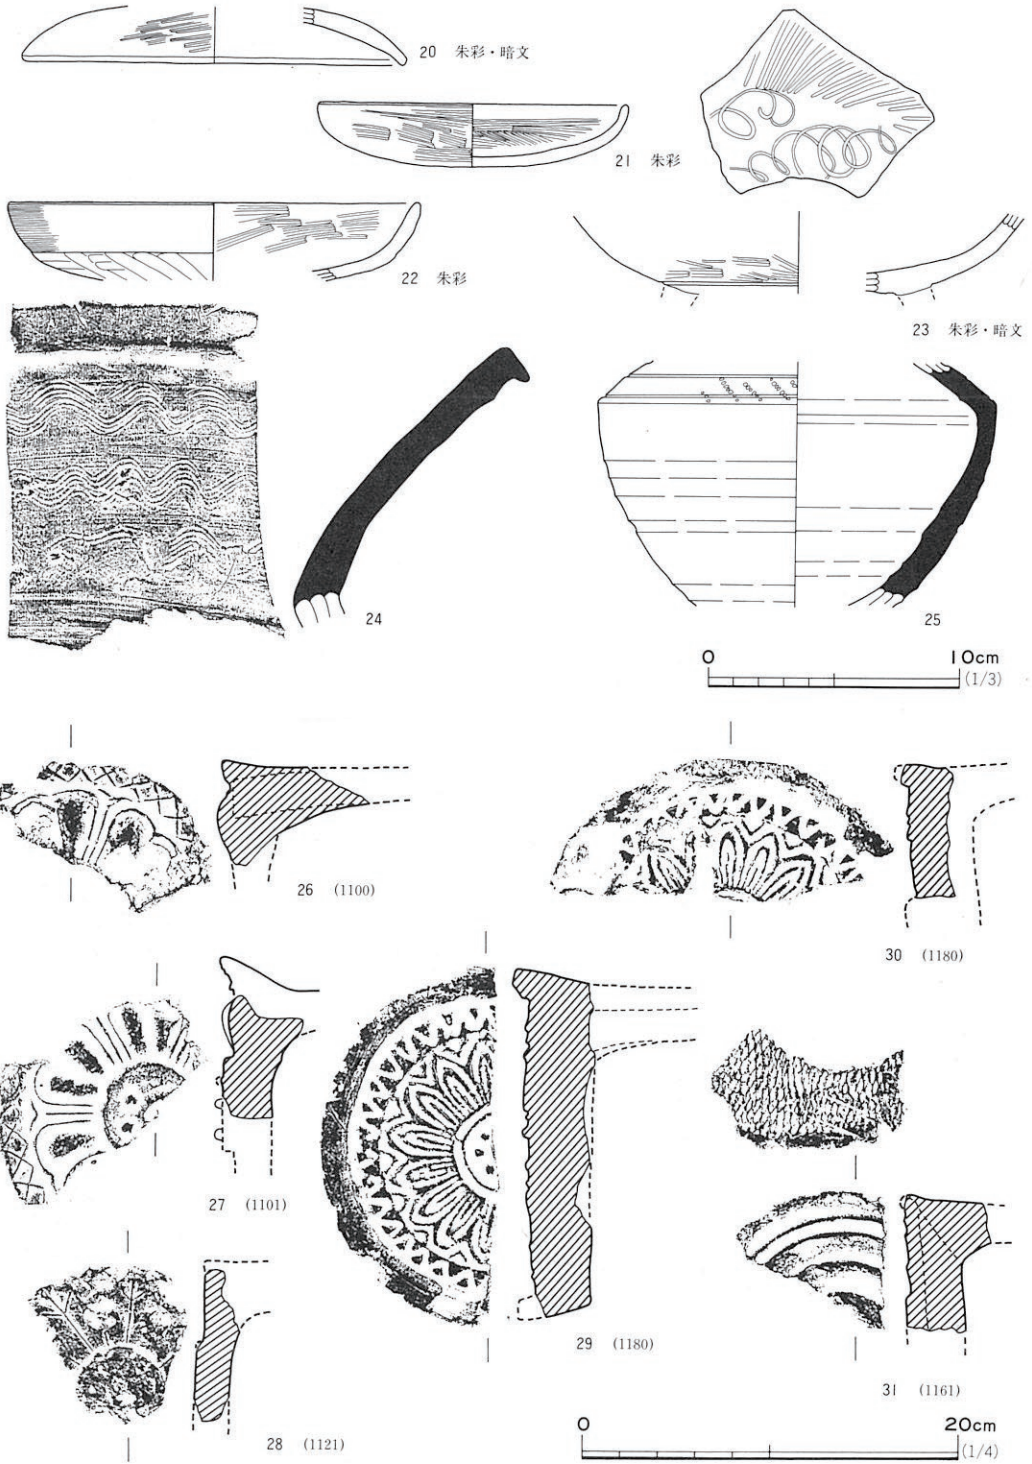 20 朱彩・暗文
21 朱彩
22 朱彩
23 朱彩・暗文
24
25
0 10cm
(1/3)
26 (1100)
30 (1180)
27 (1101)
29 (1180)
31 (1161)
28 (1121)
0 20cm
(1/4)